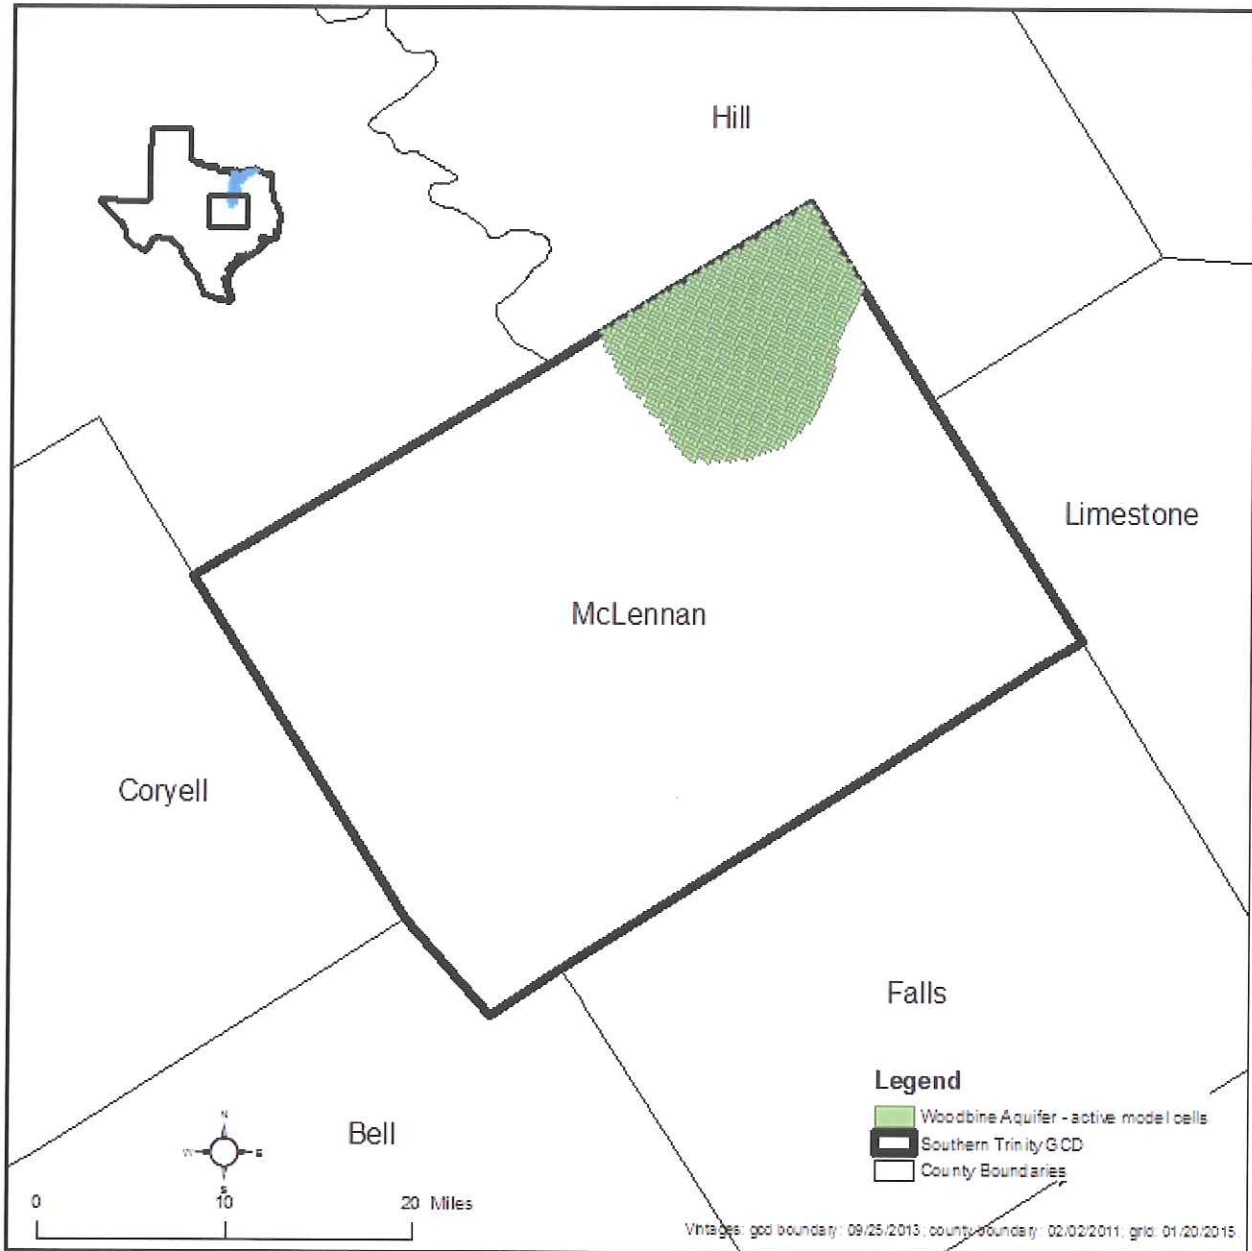 Hill
Limestone
McLennan
Coryell
Falls
Bell
Legend
Woodbine Aquifer - active model cells
Southern Trinity GCD
County Boundaries
N
W
E
S
0 10 20 Miles
Vintages: gcd boundary: 09/25/2013; county boundary: 02/02/2011; grid: 01/20/2015